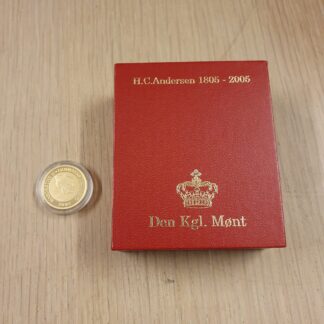 H.C.Andersen 1805 - 2005
Den Kgl. Mønt